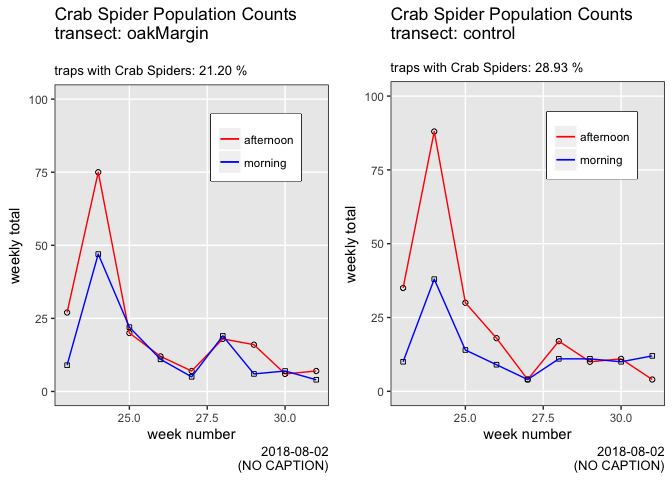 Crab Spider Population Counts
transect: oakMargin
traps with Crab Spiders: 21.20 %
100
75
50
25
0
weekly total
afternoon
morning
25.0
27.5
30.0
week number
2018-08-02
(NO CAPTION)
Crab Spider Population Counts
transect: control
traps with Crab Spiders: 28.93 %
100
75
50
25
0
weekly total
afternoon
morning
25.0
27.5
30.0
week number
2018-08-02
(NO CAPTION)